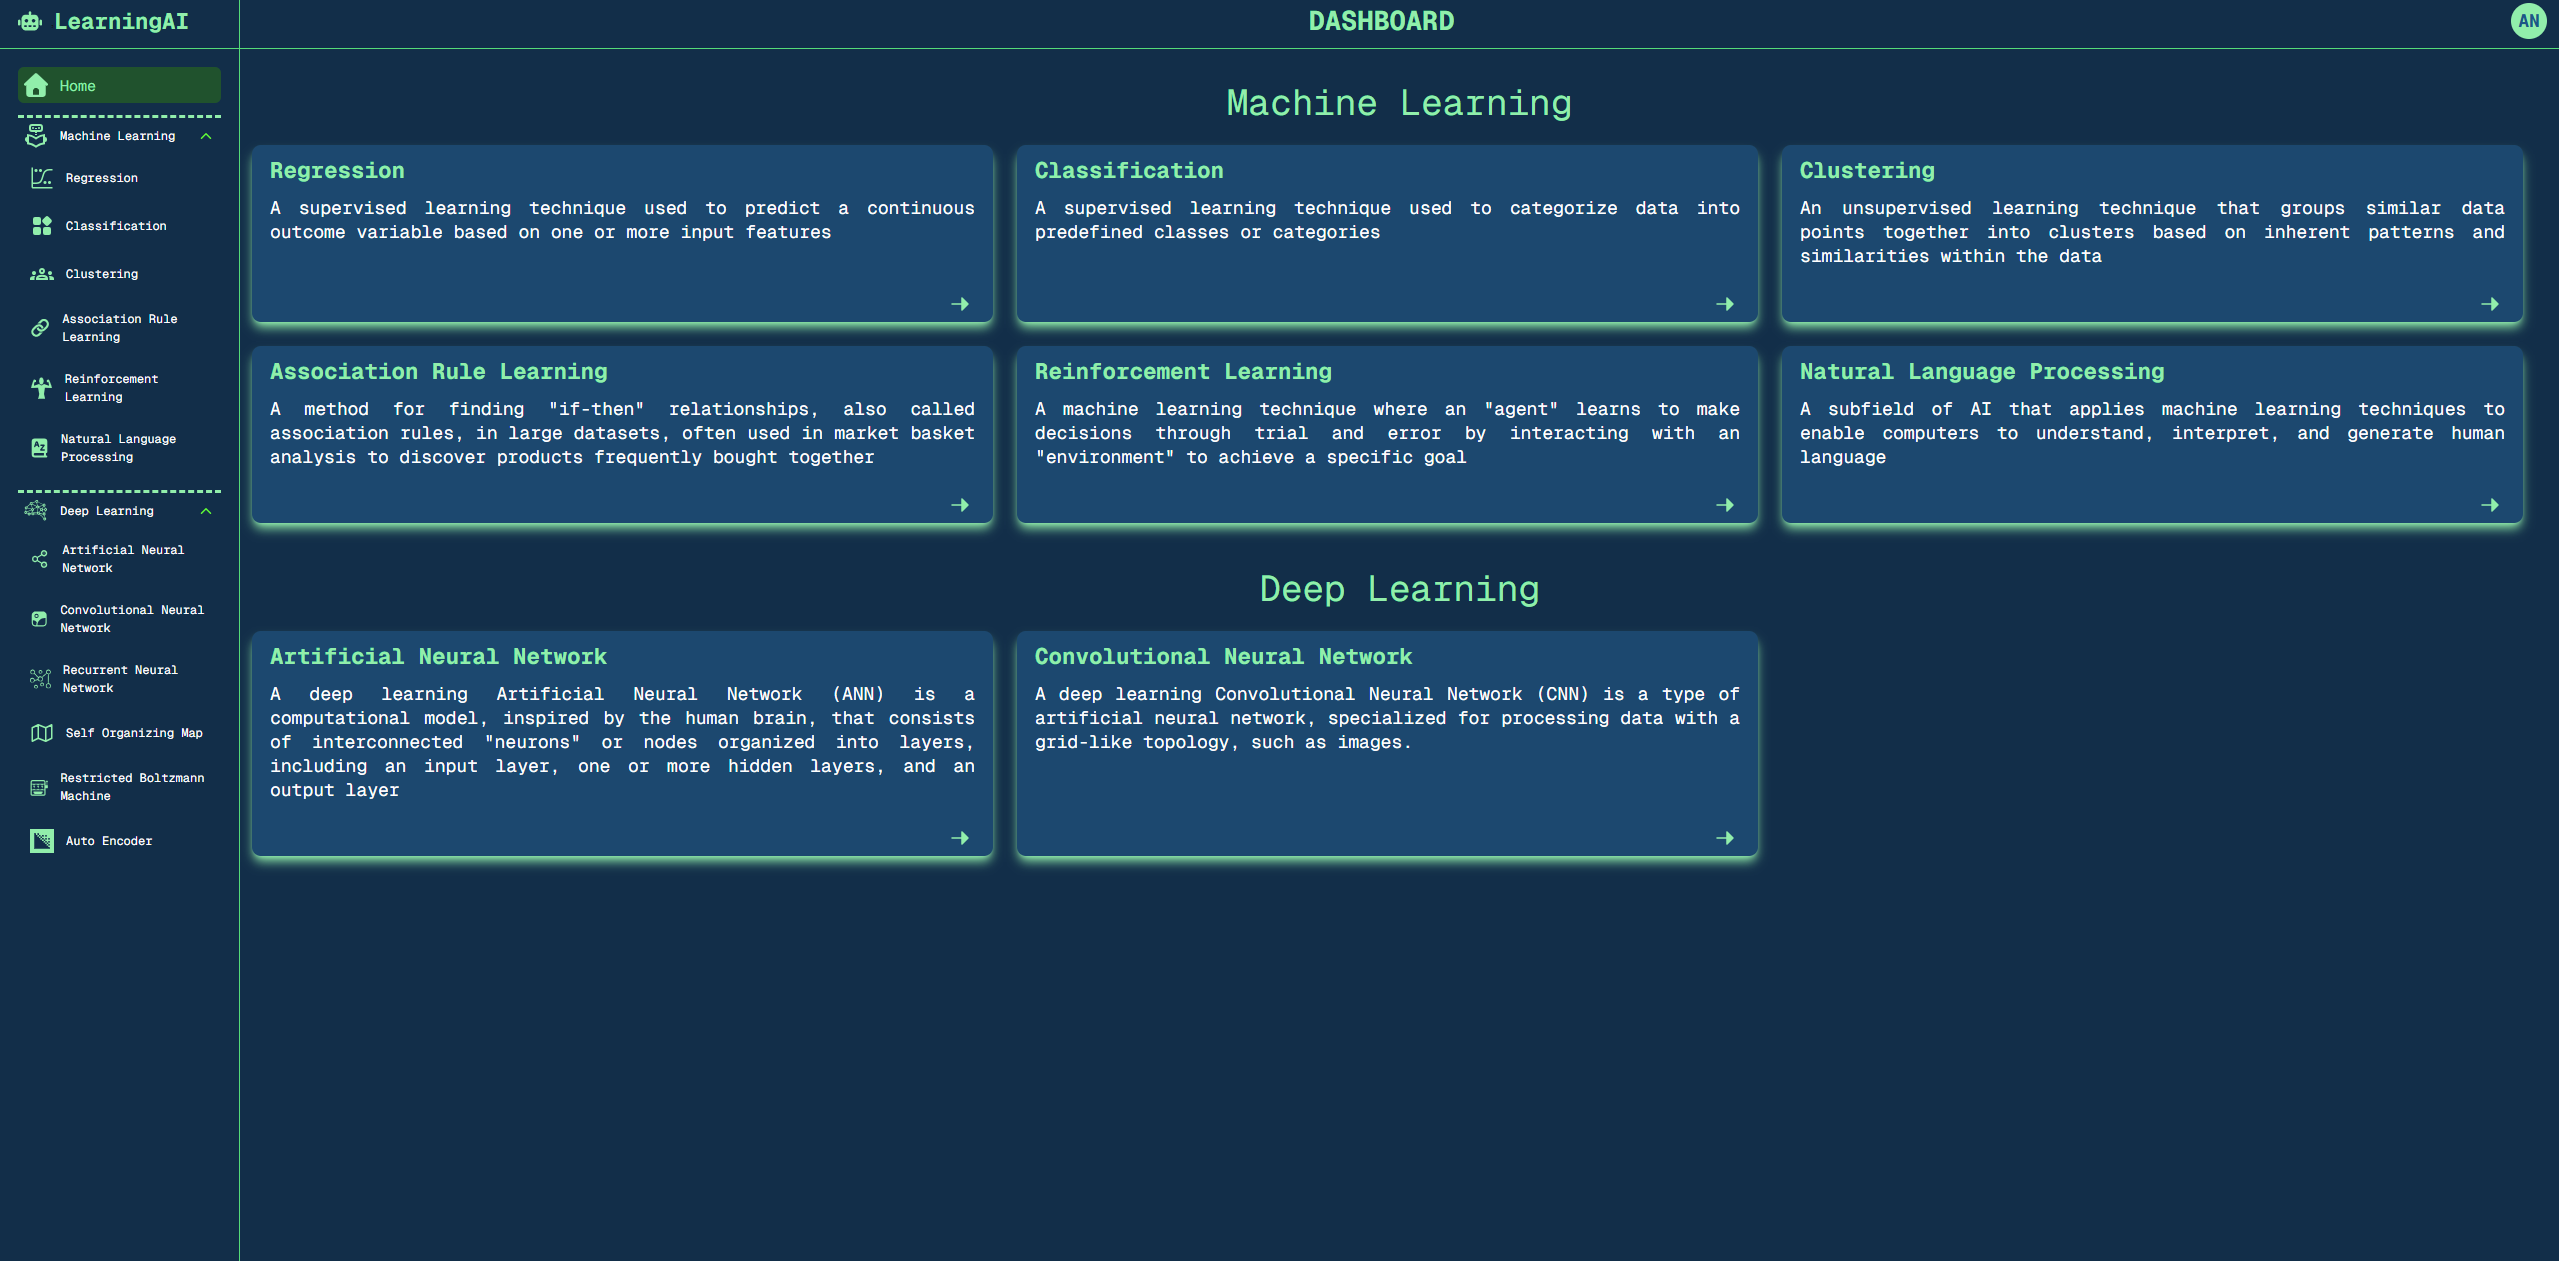 LearningAI
DASHBOARD
AN
Home
Machine Learning
Regression
Classification
Clustering
Association Rule
Learning
Reinforcement
Learning
Natural Language
Processing
Deep Learning
Artificial Neural
Network
Convolutional Neural
Network
Recurrent Neural
Network
Self Organizing Map
Restricted Boltzmann
Machine
Auto Encoder
Machine Learning
Regression
A supervised learning technique used to predict a continuous
outcome variable based on one or more input features
Classification
A supervised learning technique used to categorize data into
predefined classes or categories
Clustering
An unsupervised learning technique that groups similar data
points together into clusters based on inherent patterns and
similarities within the data
Association Rule Learning
A method for finding "if-then" relationships, also called
association rules, in large datasets, often used in market basket
analysis to discover products frequently bought together
Reinforcement Learning
A machine learning technique where an "agent" learns to make
decisions through trial and error by interacting with an
"environment" to achieve a specific goal
Natural Language Processing
A subfield of AI that applies machine learning techniques to
enable computers to understand, interpret, and generate human
language
Deep Learning
Artificial Neural Network
A deep learning Artificial Neural Network (ANN) is a
computational model, inspired by the human brain, that consists
of interconnected "neurons" or nodes organized into layers,
including an input layer, one or more hidden layers, and an
output layer
Convolutional Neural Network
A deep learning Convolutional Neural Network (CNN) is a type of
artificial neural network, specialized for processing data with a
grid-like topology, such as images.